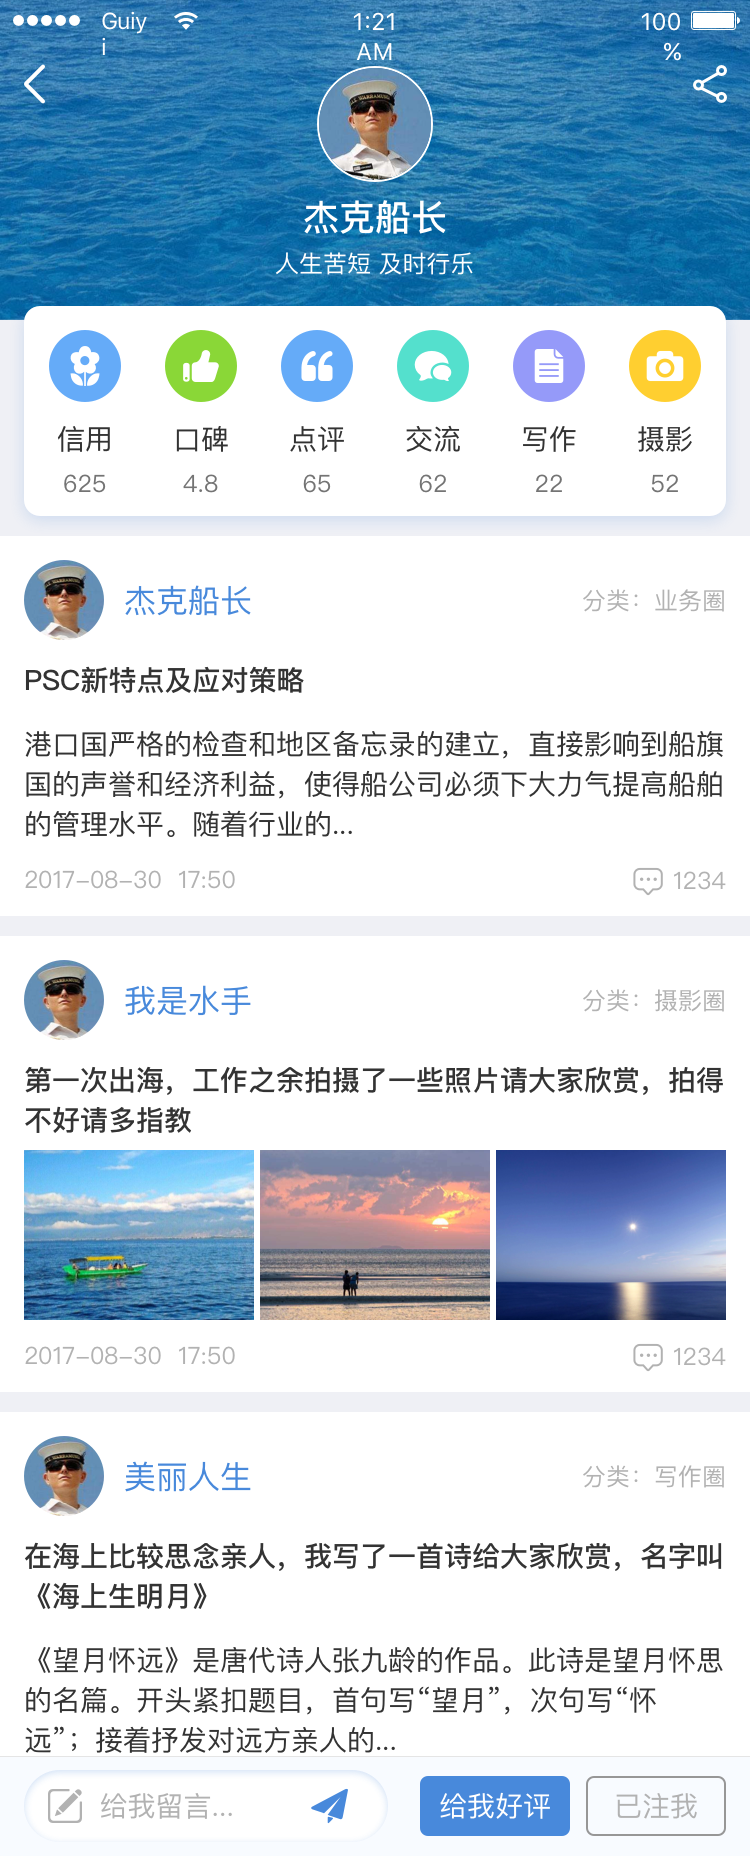 Guiyi
1:21 AM
100%
杰克船长
人生苦短 及时行乐
信用 口碑 点评 交流 写作 摄影
625 4.8 65 62 22 52
杰克船长 分类：业务圈
PSC新特点及应对策略
港口国严格的检查和地区备忘录的建立，直接影响到船旗
国的声誉和经济利益，使得船公司必须下大力气提高船舶
的管理水平。随着行业的...
2017-08-30 17:50 1234
我是水手 分类：摄影圈
第一次出海，工作之余拍摄了一些照片请大家欣赏，拍得
不好请多指教
2017-08-30 17:50 1234
美丽人生 分类：写作圈
在海上比较思念亲人，我写了一首诗给大家欣赏，名字叫
《海上生明月》
《望月怀远》是唐代诗人张九龄的作品。此诗是望月怀思
的名篇。开头紧扣题目，首句写“望月”，次句写“怀
远”；接着抒发对远方亲人的...
给我留言... 给我好评 已注我